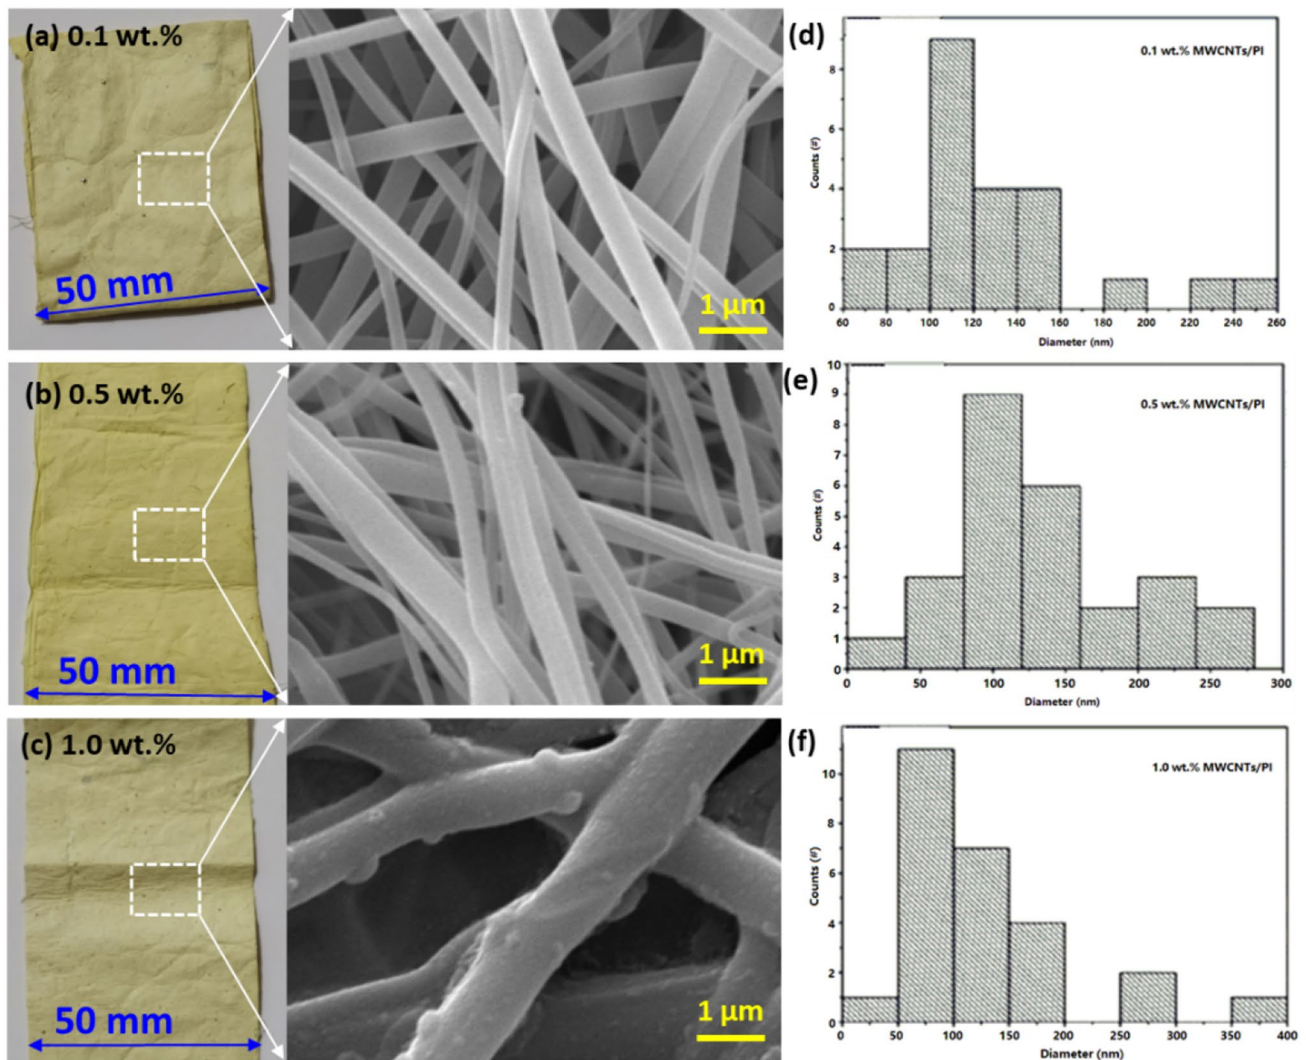 (a) 0.1 wt.%
50 mm
1 µm
(d)
0.1 wt.% MWCNTs/PI
Counts (#)
8
6
4
2
0
60 80 100 120 140 160 180 200 220 240 260
Diameter (nm)
(b) 0.5 wt.%
50 mm
1 µm
(e)
0.5 wt.% MWCNTs/PI
Counts (#)
10
9
8
7
6
5
4
3
2
1
0
0 50 100 150 200 250 300
Diameter (nm)
(c) 1.0 wt.%
50 mm
1 µm
(f)
1.0 wt.% MWCNTs/PI
Counts (#)
10
8
6
4
2
0
0 50 100 150 200 250 300 350 400
Diameter (nm)